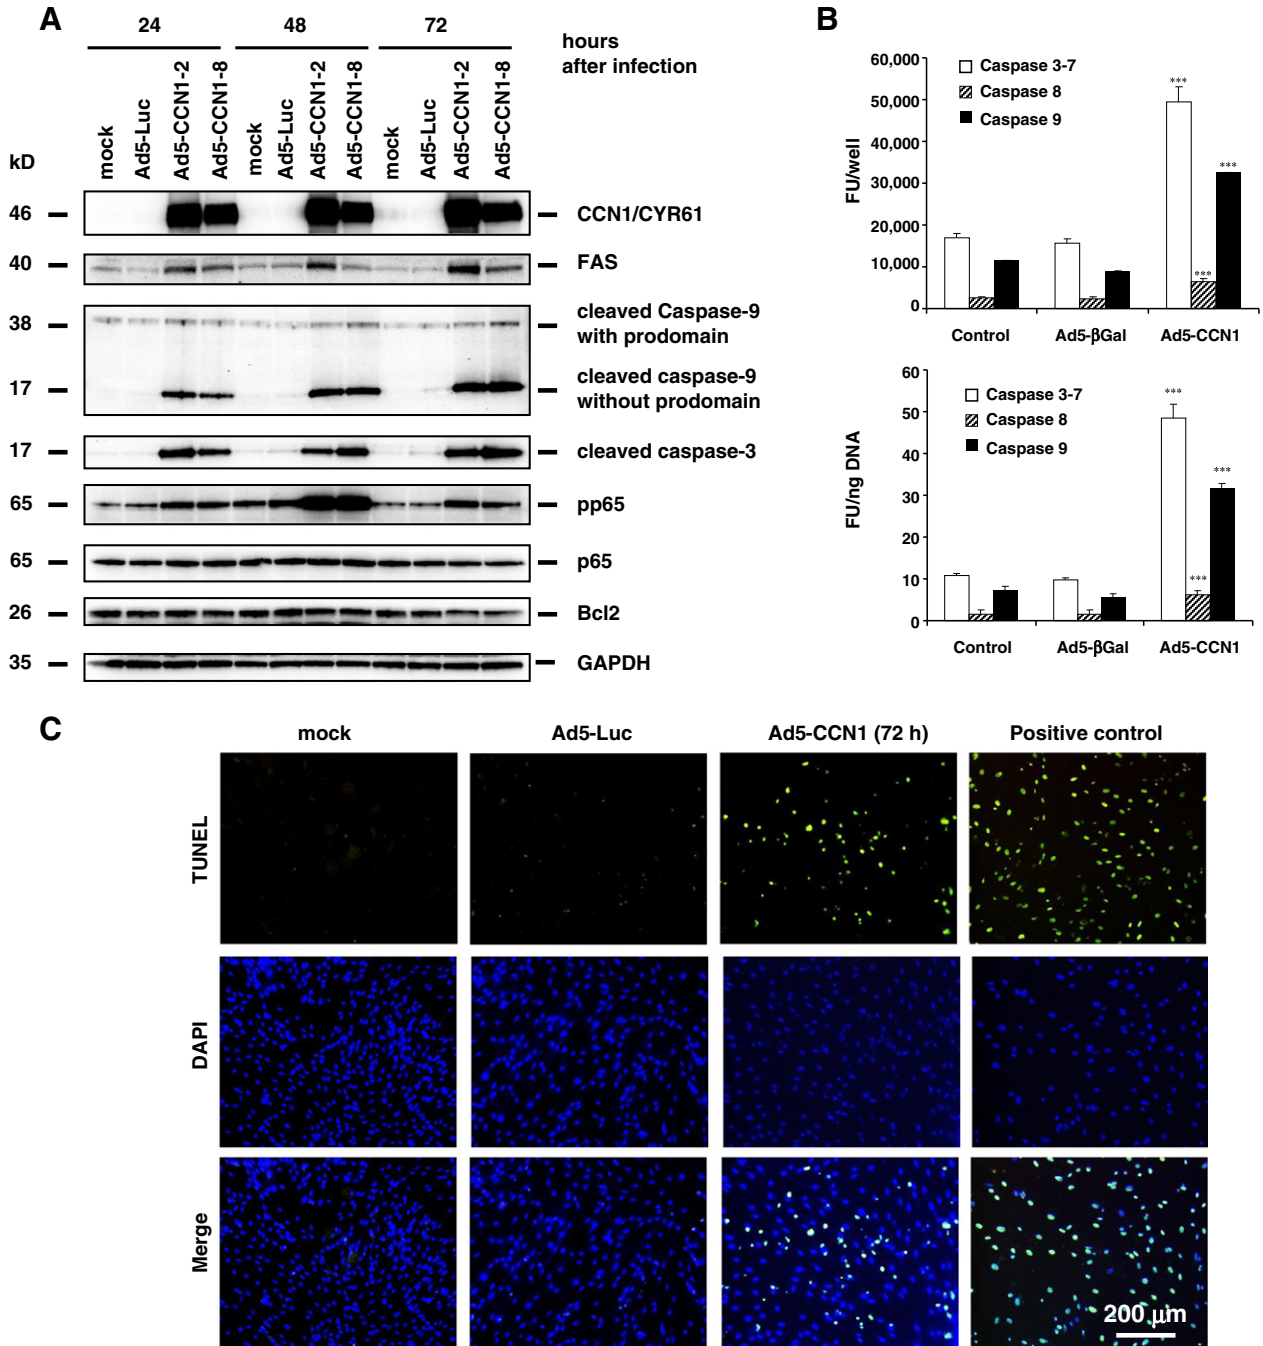 A
24 48 72
hours
after infection
mock Ad5-Luc Ad5-CCN1-2 Ad5-CCN1-8 mock Ad5-Luc Ad5-CCN1-2 Ad5-CCN1-8 mock Ad5-Luc Ad5-CCN1-2 Ad5-CCN1-8
kD
46 CCN1/CYR61
40 FAS
38 cleaved Caspase-9
with prodomain
17 cleaved caspase-9
without prodomain
17 cleaved caspase-3
65 pp65
65 p65
26 Bcl2
35 GAPDH
B
FU/well
60,000
50,000
40,000
30,000
20,000
10,000
0
Caspase 3-7
Caspase 8
Caspase 9
***
***
***
Control Ad5-βGal Ad5-CCN1
FU/ng DNA
60
50
40
30
20
10
0
Caspase 3-7
Caspase 8
Caspase 9
***
***
***
Control Ad5-βGal Ad5-CCN1
C
mock Ad5-Luc Ad5-CCN1 (72 h) Positive control
TUNEL
DAPI
Merge
200 µm